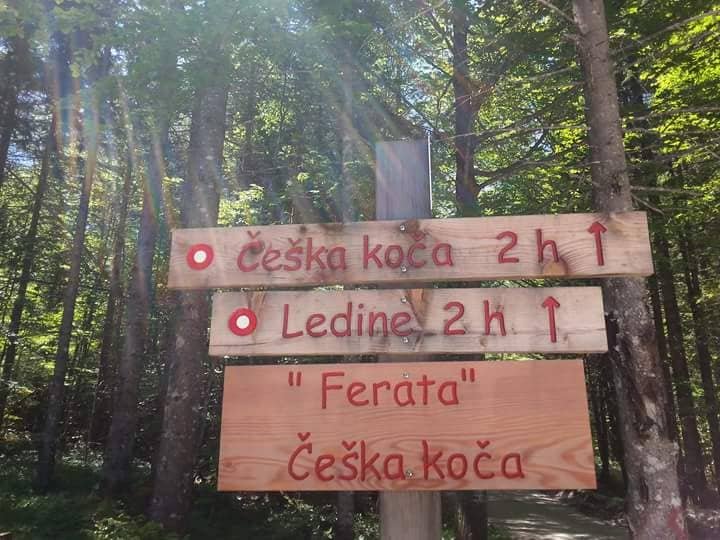 Češka koča 2 h ↑
Ledine 2 h ↑
"Ferata"
Češka koča